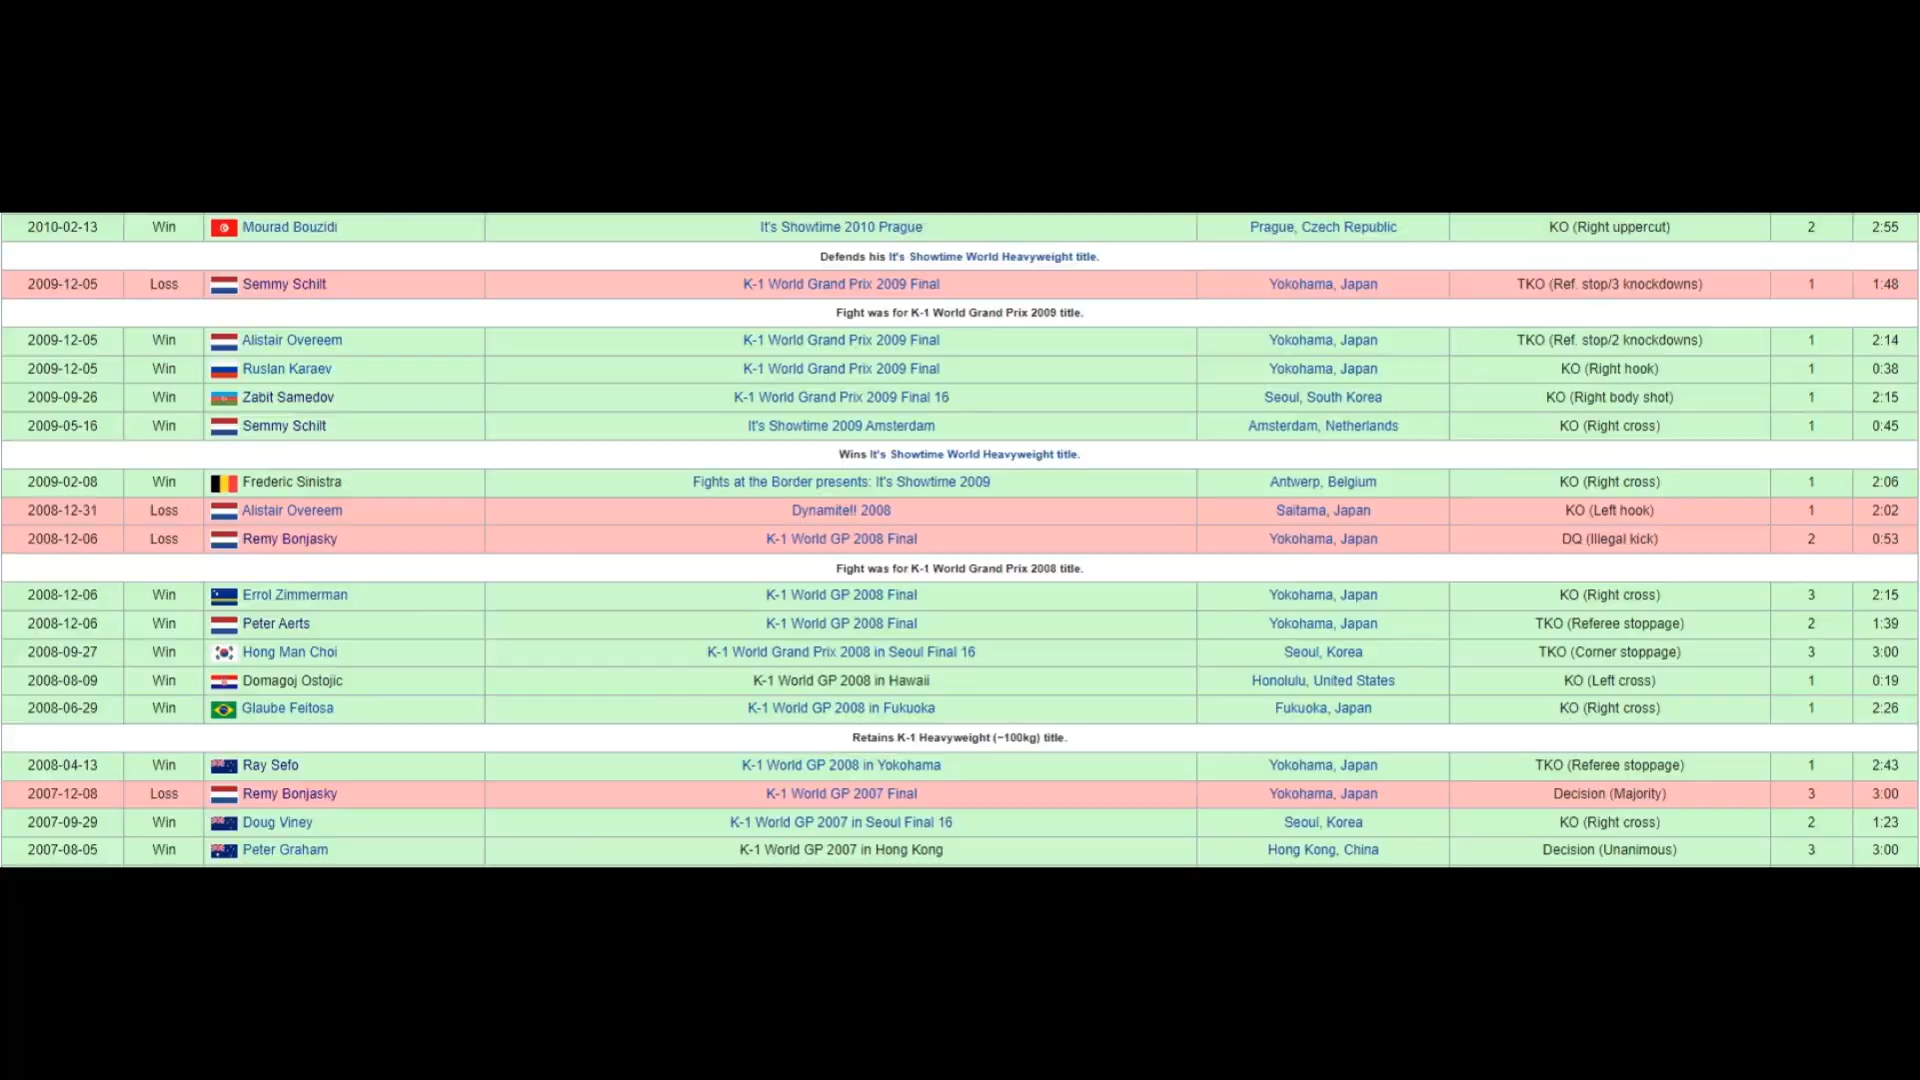 2010-02-13 Win Mourad Bouzidi It's Showtime 2010 Prague Prague, Czech Republic KO (Right uppercut) 2 2:55
Defends his It's Showtime World Heavyweight title.
2009-12-05 Loss Semmy Schilt K-1 World Grand Prix 2009 Final Yokohama, Japan TKO (Ref. stop/3 knockdowns) 1 1:48
Fight was for K-1 World Grand Prix 2009 title.
2009-12-05 Win Alistair Overeem K-1 World Grand Prix 2009 Final Yokohama, Japan TKO (Ref. stop/2 knockdowns) 1 2:14
2009-12-05 Win Ruslan Karaev K-1 World Grand Prix 2009 Final Yokohama, Japan KO (Right hook) 1 0:38
2009-09-26 Win Zabit Samedov K-1 World Grand Prix 2009 Final 16 Seoul, South Korea KO (Right body shot) 1 2:15
2009-05-16 Win Semmy Schilt It's Showtime 2009 Amsterdam Amsterdam, Netherlands KO (Right cross) 1 0:45
Wins It's Showtime World Heavyweight title.
2009-02-08 Win Frederic Sinistra Fights at the Border presents: It's Showtime 2009 Antwerp, Belgium KO (Right cross) 1 2:06
2008-12-31 Loss Alistair Overeem Dynamite!! 2008 Saitama, Japan KO (Left hook) 1 2:02
2008-12-06 Loss Remy Bonjasky K-1 World GP 2008 Final Yokohama, Japan DQ (Illegal kick) 2 0:53
Fight was for K-1 World Grand Prix 2008 title.
2008-12-06 Win Errol Zimmerman K-1 World GP 2008 Final Yokohama, Japan KO (Right cross) 3 2:15
2008-12-06 Win Peter Aerts K-1 World GP 2008 Final Yokohama, Japan TKO (Referee stoppage) 2 1:39
2008-09-27 Win Hong Man Choi K-1 World Grand Prix 2008 in Seoul Final 16 Seoul, Korea TKO (Corner stoppage) 3 3:00
2008-08-09 Win Domagoj Ostojic K-1 World GP 2008 in Hawaii Honolulu, United States KO (Left cross) 1 0:19
2008-06-29 Win Glaube Feitosa K-1 World GP 2008 in Fukuoka Fukuoka, Japan KO (Right cross) 1 2:26
Retains K-1 Heavyweight (~100kg) title.
2008-04-13 Win Ray Sefo K-1 World GP 2008 in Yokohama Yokohama, Japan TKO (Referee stoppage) 1 2:43
2007-12-08 Loss Remy Bonjasky K-1 World GP 2007 Final Yokohama, Japan Decision (Majority) 3 3:00
2007-09-29 Win Doug Viney K-1 World GP 2007 in Seoul Final 16 Seoul, Korea KO (Right cross) 2 1:23
2007-08-05 Win Peter Graham K-1 World GP 2007 in Hong Kong Hong Kong, China Decision (Unanimous) 3 3:00